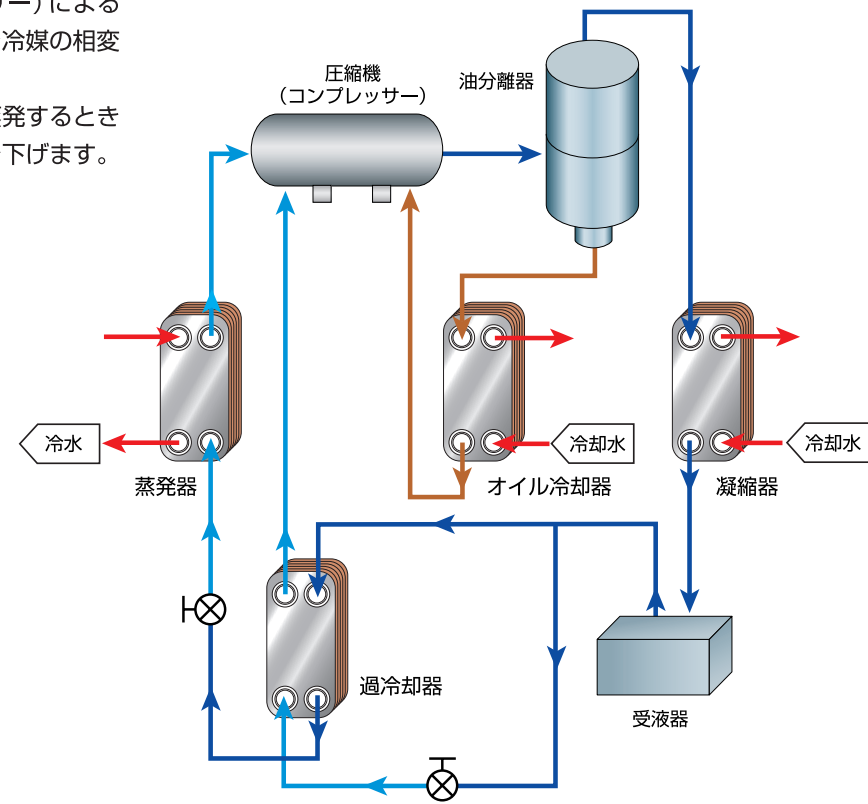 ー）による
冷媒の相変
発するとき
下げます。
圧縮機
（コンプレッサー）
油分離器
冷水
蒸発器
冷却水
オイル冷却器
冷却水
凝縮器
過冷却器
受液器